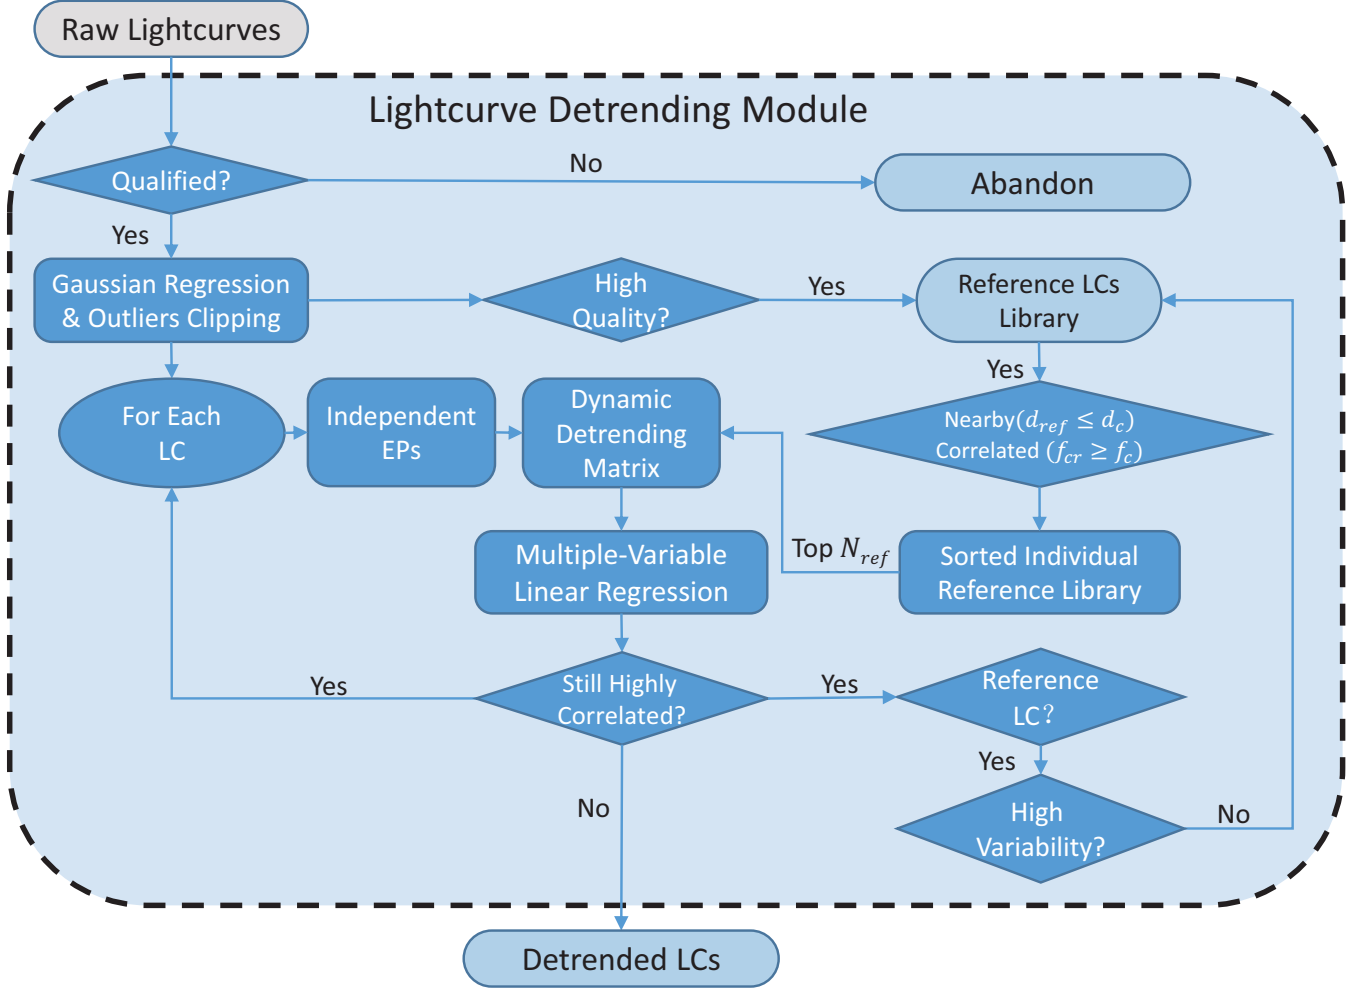 Raw Lightcurves
Lightcurve Detrending Module
Qualified?
No
Abandon
Yes
Gaussian Regression
& Outliers Clipping
High
Quality?
Yes
Reference LCs
Library
Yes
For Each
LC
Independent
EPs
Dynamic
Detrending
Matrix
Nearby(d_ref ≤ d_c)
Correlated (f_cr ≥ f_c)
Top N_ref
Multiple-Variable
Linear Regression
Sorted Individual
Reference Library
Yes
Still Highly
Correlated?
Yes
Reference
LC?
Yes
No
High
Variability?
No
Detrended LCs